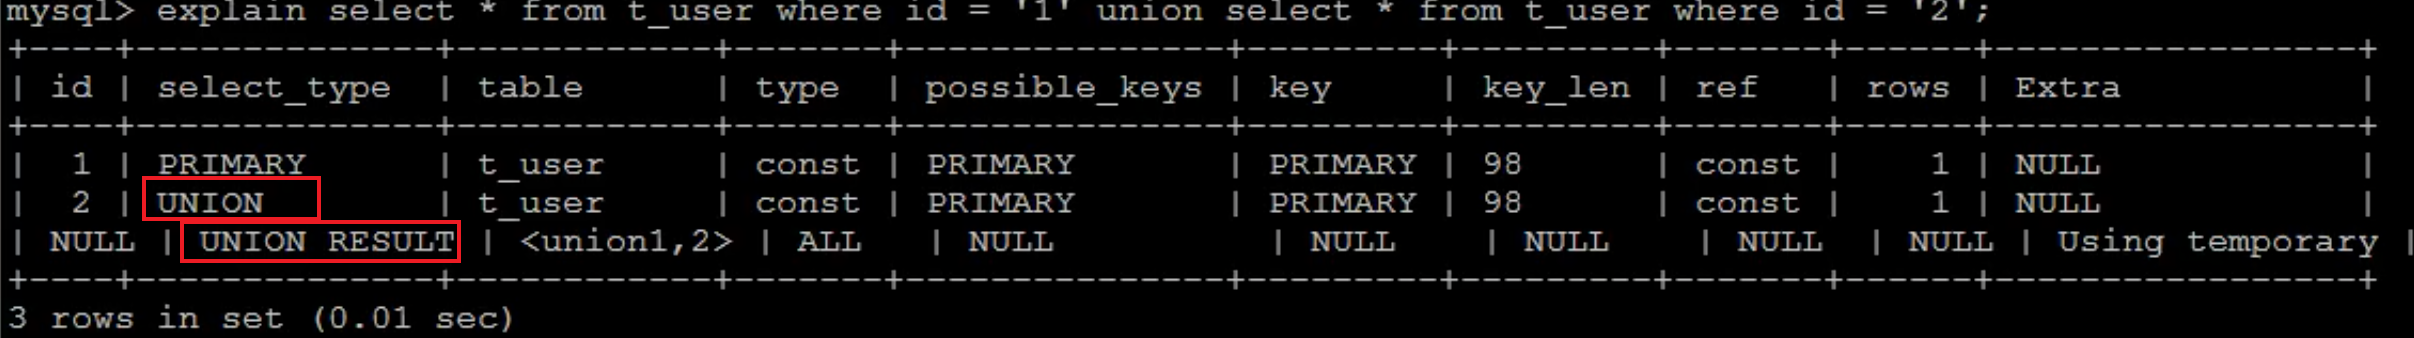 mysql> explain select * from t_user where id = '1' union select * from t_user where id = '2';
+----+--------------+------------+-------+---------------+---------+---------+-------+------+-----------------+
| id | select_type | table | type | possible_keys | key | key_len | ref | rows | Extra |
+----+--------------+------------+-------+---------------+---------+---------+-------+------+-----------------+
| 1 | PRIMARY | t_user | const | PRIMARY | PRIMARY | 98 | const | 1 | NULL |
| 2 | UNION | t_user | const | PRIMARY | PRIMARY | 98 | const | 1 | NULL |
| NULL | UNION RESULT | <union1,2> | ALL | NULL | NULL | NULL | NULL | NULL | Using temporary |
+----+--------------+------------+-------+---------------+---------+---------+-------+------+-----------------+
3 rows in set (0.01 sec)